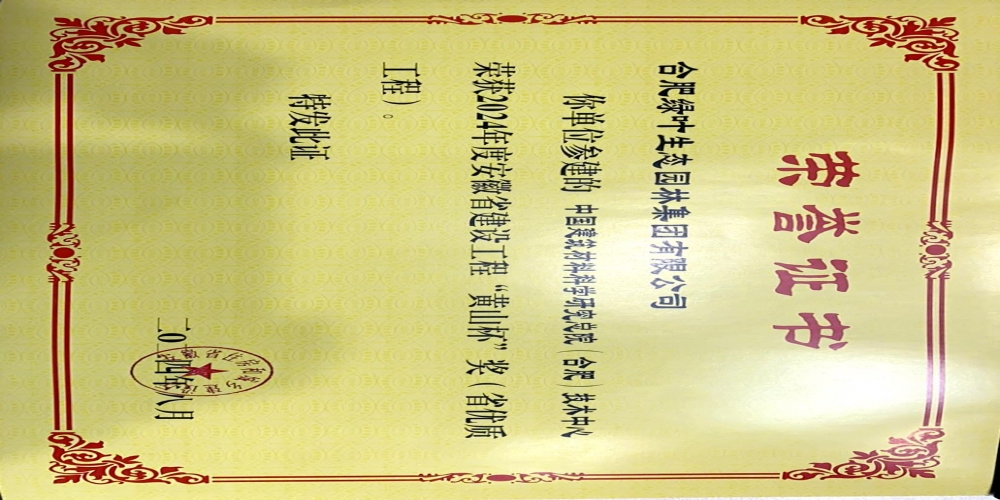 荣誉证书
合肥绿叶生态园林集团有限公司
你单位参建的 中国建筑材料科学研究总院（合肥）技术中心
荣获2024年度安徽省建设工程“黄山杯”奖（省优质
工程）。
特发此证
二〇二四年八月